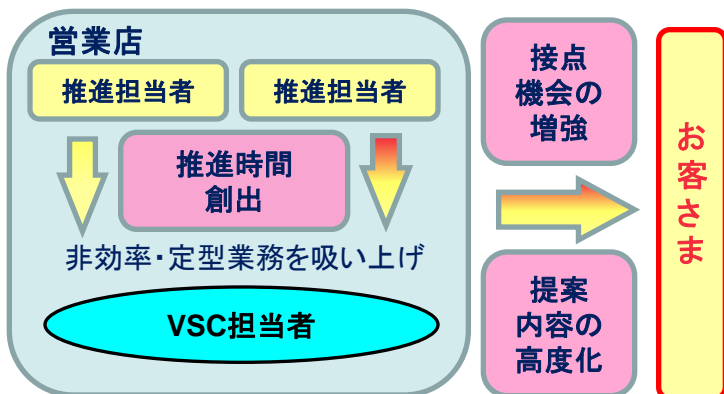 営業店
推進担当者
推進担当者
推進時間
創出
非効率・定型業務を吸い上げ
VSC担当者
接点
機会の
増強
提案
内容の
高度化
お客さま